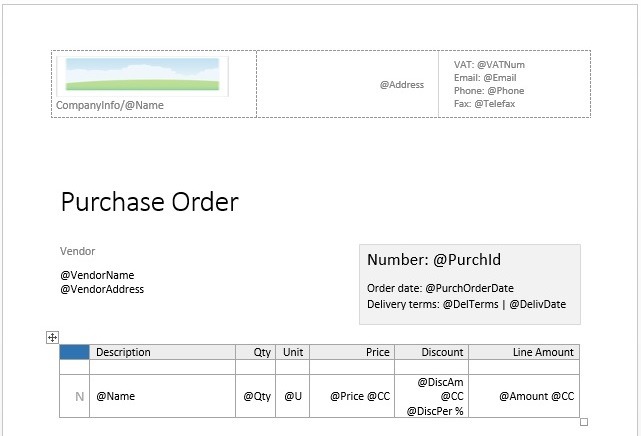 CompanyInfo/@Name
@Address
VAT: @VATNum
Email: @Email
Phone: @Phone
Fax: @Telefax
Purchase Order
Vendor
@VendorName
@VendorAddress
Number: @PurchId
Order date: @PurchOrderDate
Delivery terms: @DelTerms | @DelivDate
Description Qty Unit Price Discount Line Amount
N @Name @Qty @U @Price @CC @DiscAm @CC @DiscPer % @Amount @CC